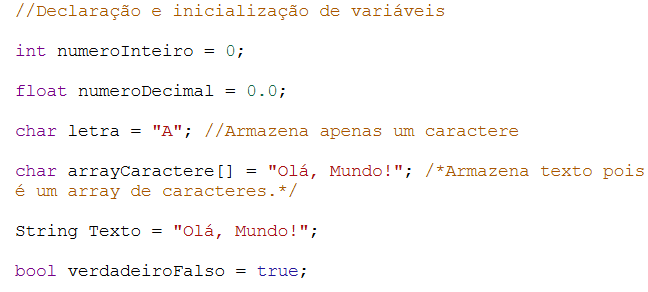 //Declaração e inicialização de variáveis
int numeroInteiro = 0;
float numeroDecimal = 0.0;
char letra = "A"; //Armazena apenas um caractere
char arrayCaractere[] = "Olá, Mundo!"; /*Armazena texto pois
é um array de caracteres.*/
String Texto = "Olá, Mundo!";
bool verdadeiroFalso = true;